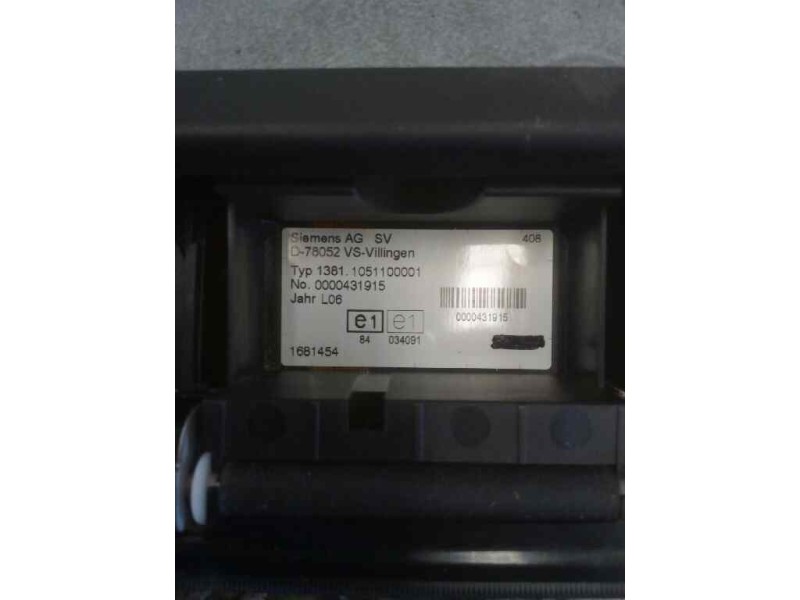 Siemens AG SV 408
D-78052 VS-Villingen
Typ 1381.1051100001
No. 0000431915
Jahr L06
0000431915
e1 e1
84 034091
1681454